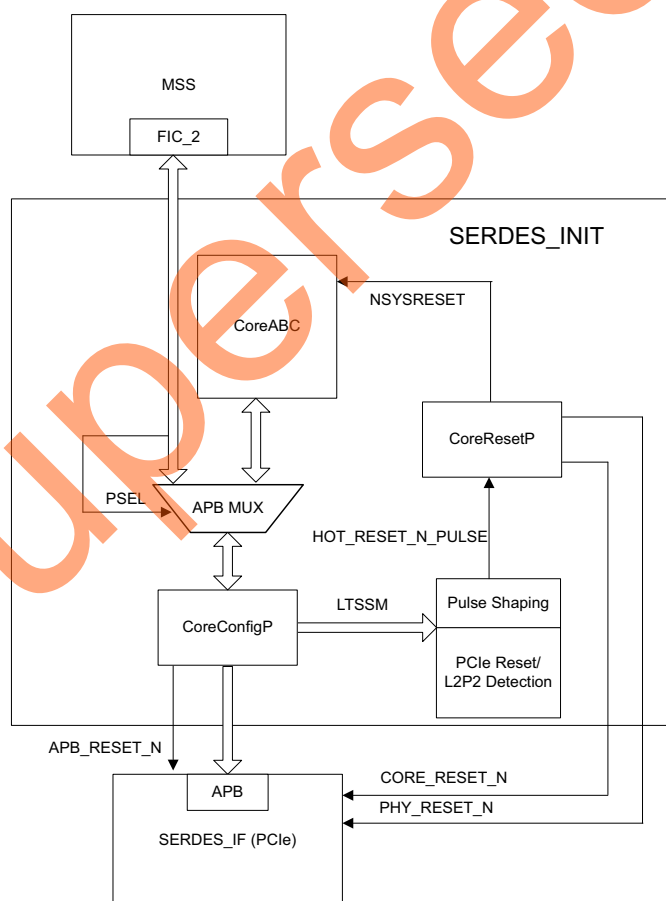 MSS
FIC_2
SERDES_INIT
NSYSRESET
CoreABC
CoreResetP
PSEL
APB MUX
HOT_RESET_N_PULSE
LTSSM
Pulse Shaping
CoreConfigP
PCIe Reset/
L2P2 Detection
APB_RESET_N
CORE_RESET_N
APB
PHY_RESET_N
SERDES_IF (PCIe)